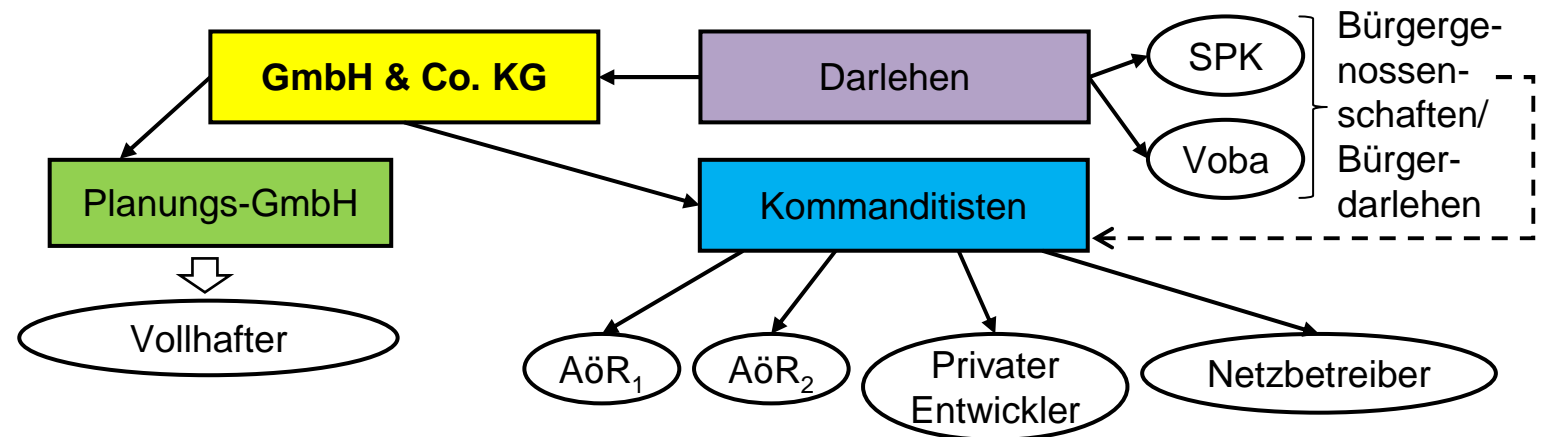 GmbH & Co. KG
Darlehen
SPK
Voba
Bürgerge-
nossen-
schaften/
Bürger-
darlehen
Planungs-GmbH
Kommanditisten
Vollhafter
AöR₁
AöR₂
Privater
Entwickler
Netzbetreiber